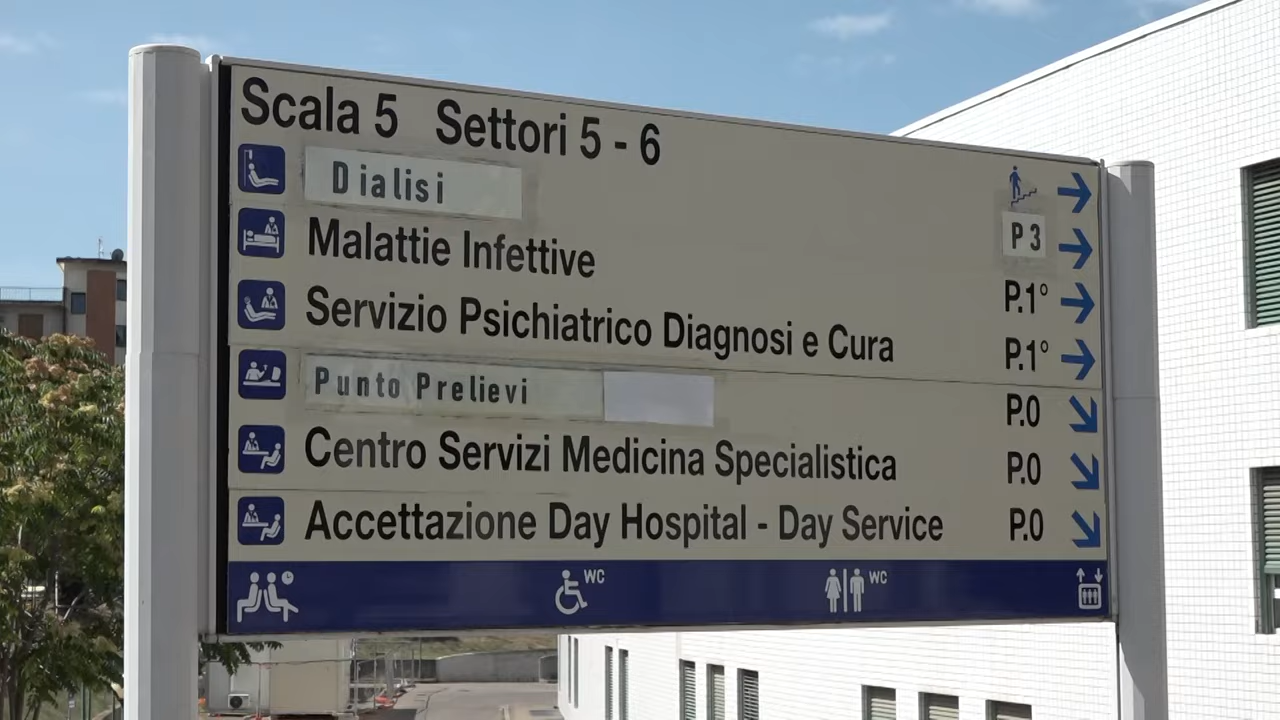 Scala 5 Settori 5 - 6
Dialisi
P 3
Malattie Infettive
P.1°
Servizio Psichiatrico Diagnosi e Cura
P.1°
Punto Prelievi
P.0
Centro Servizi Medicina Specialistica
P.0
Accettazione Day Hospital - Day Service
P.0
WC
WC